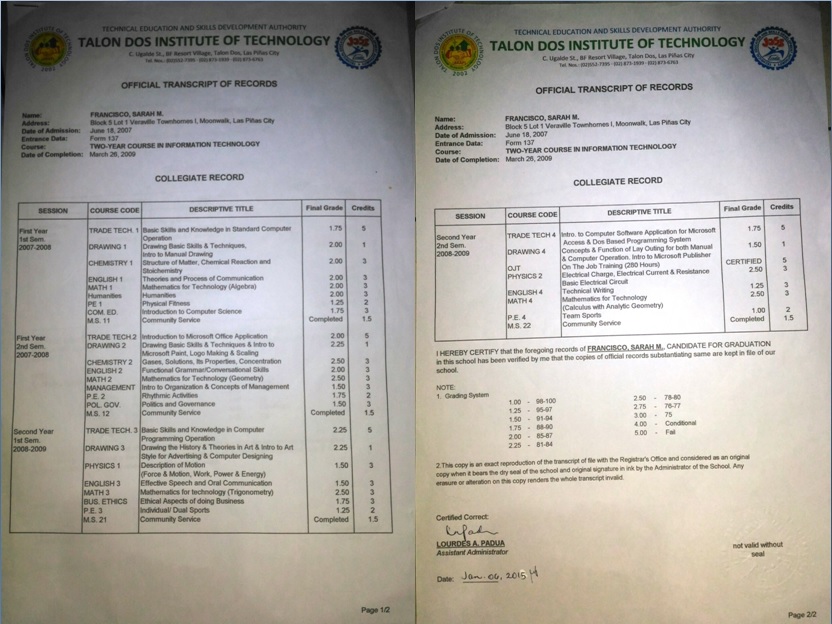 TECHNICAL EDUCATION AND SKILLS DEVELOPMENT AUTHORITY
TALON DOS INSTITUTE OF TECHNOLOGY
C. Ugalde St., BF Resort Village, Talon Dos, Las Piñas City
OFFICIAL TRANSCRIPT OF RECORDS
Name: FRANCISCO, SARAH M.
Address: Block 5 Lot 1 Veraville Townhomes I, Moonwalk, Las Piñas City
Date of Admission: June 18, 2007
Entrance Data: Form 137
Course: TWO-YEAR COURSE IN INFORMATION TECHNOLOGY
Date of Completion: March 26, 2009
COLLEGIATE RECORD
SESSION COURSE CODE DESCRIPTIVE TITLE Final Grade Credits
First Year TRADE TECH. 1 Basic Skills and Knowledge in Standard Computer 1.75 5
1st Sem. Operation
2007-2008 DRAWING 1 Drawing Basic Skills & Techniques, 2.00 1
Intro to Manual Drawing
CHEMISTRY 1 Structure of Matter, Chemical Reaction and 2.00 3
Stoichemistry
ENGLISH 1 Theories and Process of Communication 2.00 3
MATH 1 Mathematics for Technology (Algebra) 2.00 3
Humanities Humanities 2.00 3
PE 1 Physical Fitness 1.25 2
COM. ED. Introduction to Computer Science 1.75 3
M.S. 11 Community Service Completed 1.5
First Year TRADE TECH.2 Introduction to Microsoft Office Application 2.00 5
2nd Sem. DRAWING 2 Drawing Basic Skills & Techniques & Intro to 2.25 1
2007-2008 Microsoft Paint, Logo Making & Scaling
CHEMISTRY 2 Gases, Solutions, Its Properties, Concentration 2.50 3
ENGLISH 2 Functional Grammar/Conversational Skills 2.00 3
MATH 2 Mathematics for Technology (Geometry) 2.50 3
MANAGEMENT Intro to Organization & Concepts of Management 1.50 3
P.E. 2 Rhythmic Activities 1.75 2
POL. GOV. Politics and Governance 1.50 3
M.S. 12 Community Service Completed 1.5
Second Year TRADE TECH. 3 Basic Skills and Knowledge in Computer 2.25 5
1st Sem. Programming Operation
2008-2009 DRAWING 3 Drawing the History & Theories in Art & Intro to Art 2.25 1
Style for Advertising & Computer Designing
PHYSICS 1 Description of Motion 1.50 3
(Force & Motion, Work, Power & Energy)
ENGLISH 3 Effective Speech and Oral Communication 1.50 3
MATH 3 Mathematics for technology (Trigonometry) 2.50 3
BUS. ETHICS Ethical Aspects of doing Business 1.75 3
P.E. 3 Individual/ Dual Sports 1.25 2
M.S. 21 Community Service Completed 1.5
Page 1/2
TECHNICAL EDUCATION AND SKILLS DEVELOPMENT AUTHORITY
TALON DOS INSTITUTE OF TECHNOLOGY
C. Ugalde St., BF Resort Village, Talon Dos, Las Piñas City
OFFICIAL TRANSCRIPT OF RECORDS
Name: FRANCISCO, SARAH M.
Address: Block 5 Lot 1 Veraville Townhomes I, Moonwalk, Las Piñas City
Date of Admission: June 18, 2007
Entrance Data: Form 137
Course: TWO-YEAR COURSE IN INFORMATION TECHNOLOGY
Date of Completion: March 26, 2009
COLLEGIATE RECORD
SESSION COURSE CODE DESCRIPTIVE TITLE Final Grade Credits
Second Year TRADE TECH 4 Intro. to Computer Software Application for Microsoft 1.75 5
2nd Sem. Access & Dos Based Programming System
2008-2009 DRAWING 4 Concepts & Function of Lay Outing for both Manual 1.50 1
& Computer Operation. Intro to Microsoft Publisher
OJT On The Job Training (280 Hours) CERTIFIED 5
PHYSICS 2 Electrical Charge, Electrical Current & Resistance 2.50 3
Basic Electrical Circuit
ENGLISH 4 Technical Writing 1.25 3
MATH 4 Mathematics for Technology 2.50 3
(Calculus with Analytic Geometry)
P.E. 4 Team Sports 1.00 2
M.S. 22 Community Service Completed 1.5
I HEREBY CERTIFY that the foregoing records of FRANCISCO, SARAH M., CANDIDATE FOR GRADUATION
in this school has been verified by me that the copies of official records substantiating same are kept in file of our
school.
NOTE:
1. Grading System
1.00 - 98-100 2.50 - 78-80
1.25 - 95-97 2.75 - 76-77
1.50 - 91-94 3.00 - 75
1.75 - 88-90 4.00 - Conditional
2.00 - 85-87 5.00 - Fail
2.25 - 81-84
2.This copy is an exact reproduction of the transcript of file with the Registrar's Office and considered as an original
copy when it bears the dry seal of the school and original signature in ink by the Administrator of the School. Any
erasure or alteration on this copy renders the whole transcript invalid.
Certified Correct:
LOURDES A. PADUA
Assistant Administrator
not valid without
seal
Date: Jan. 06, 2015
Page 2/2